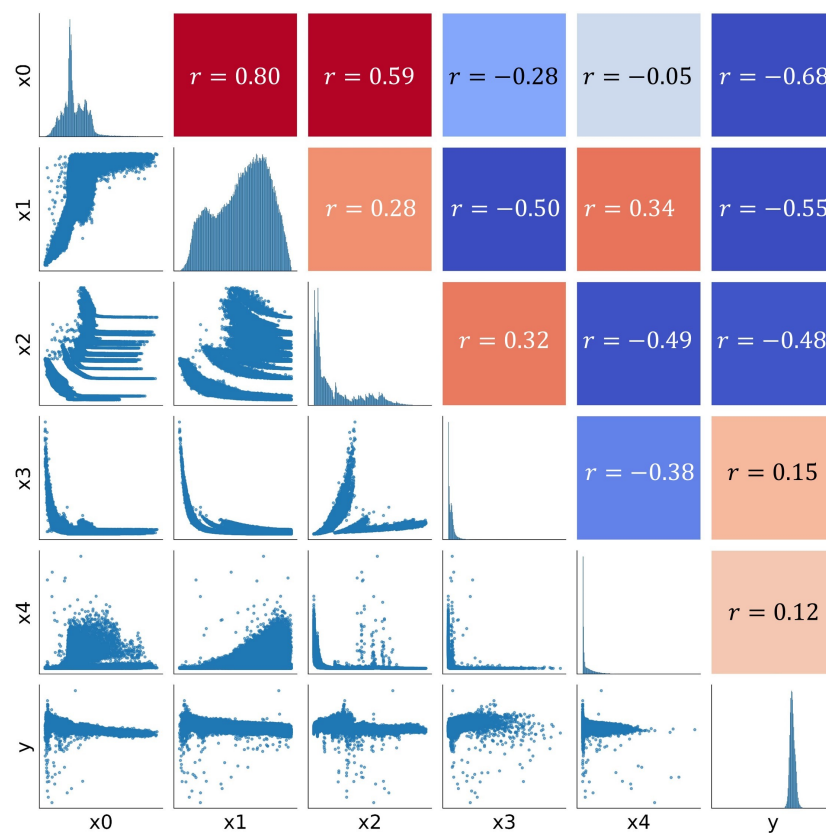 x0
r = 0.80
r = 0.59
r = −0.28
r = −0.05
r = −0.68
x1
r = 0.28
r = −0.50
r = 0.34
r = −0.55
x2
r = 0.32
r = −0.49
r = −0.48
x3
r = −0.38
r = 0.15
x4
r = 0.12
y
x0 x1 x2 x3 x4 y